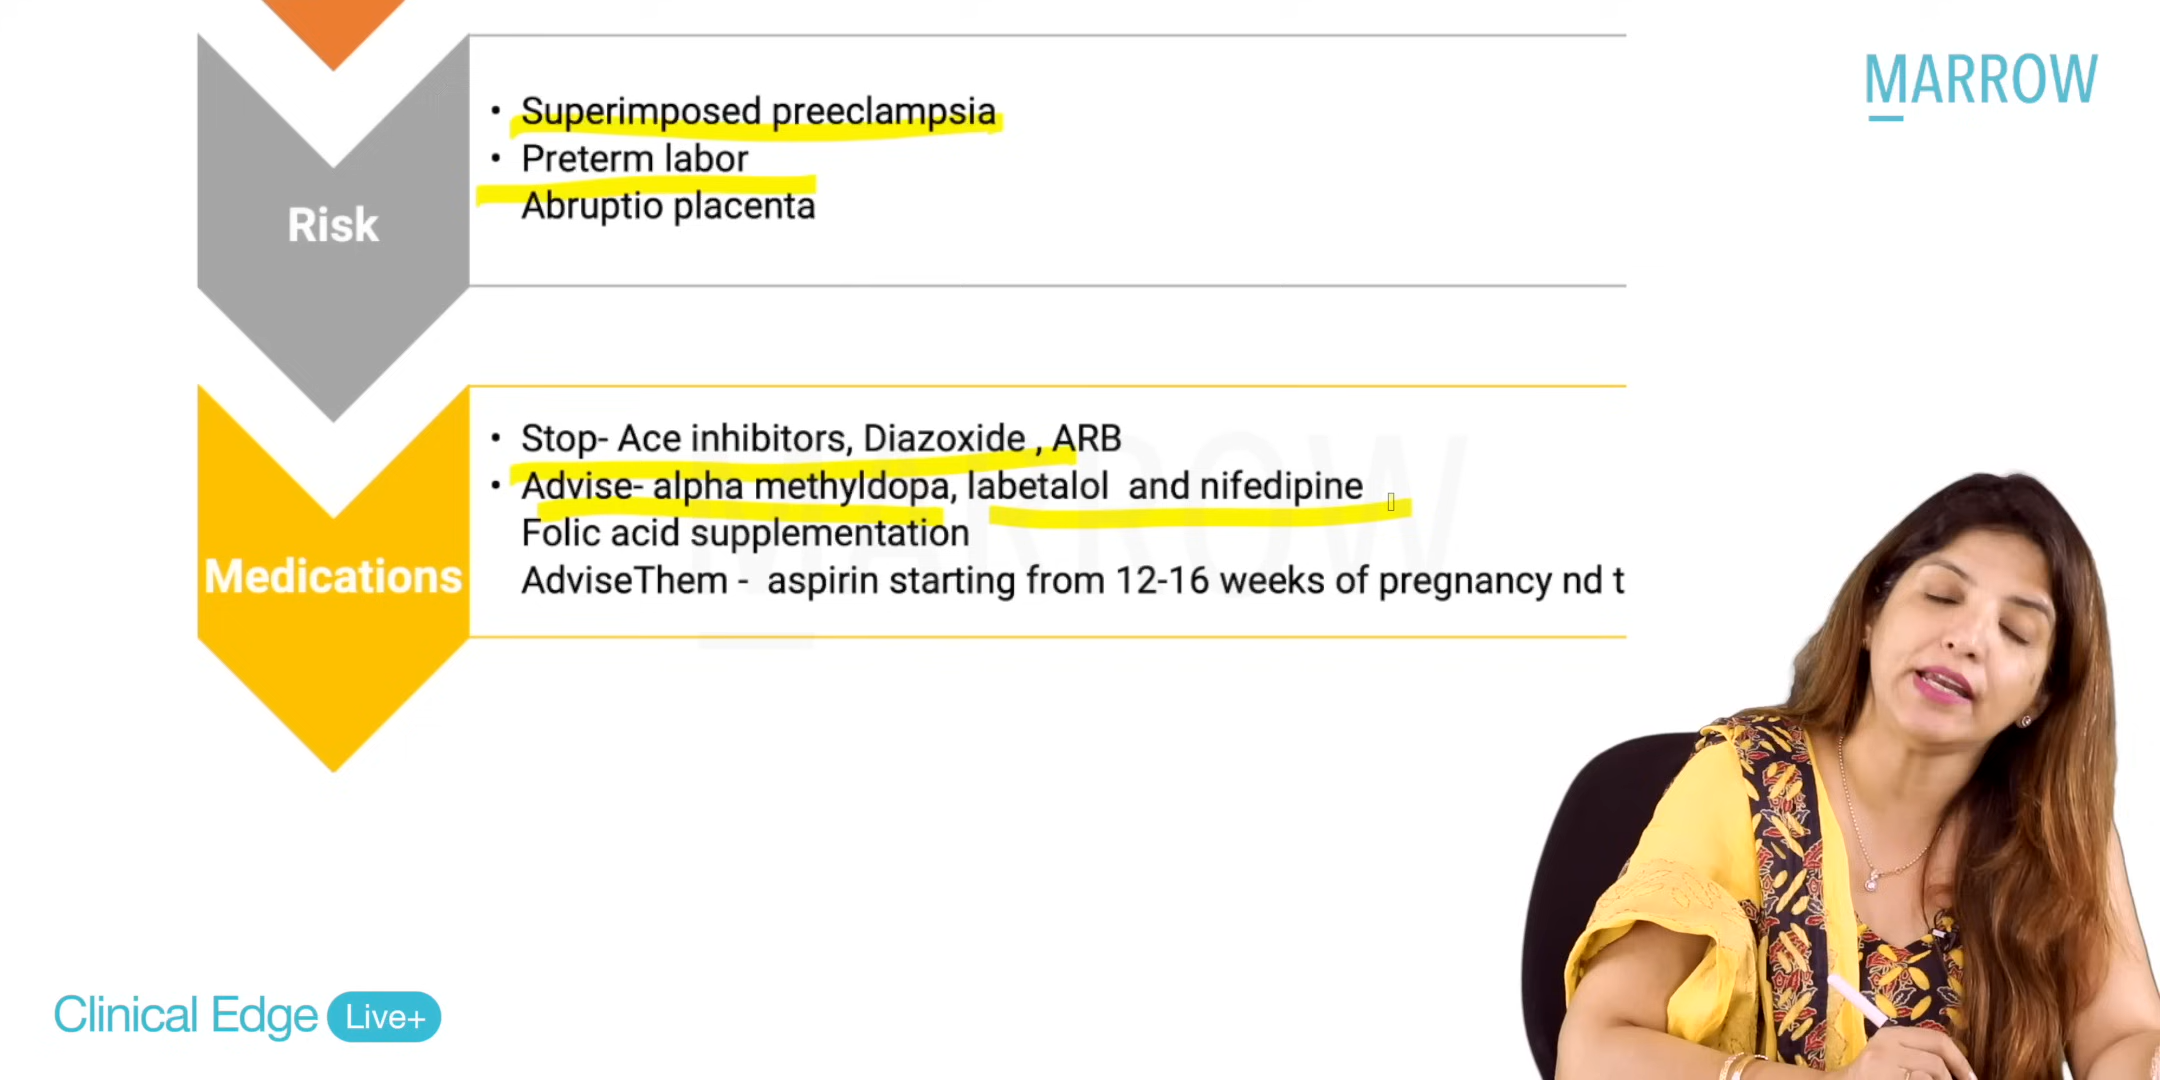 MARROW
• Superimposed preeclampsia
• Preterm labor
Abruptio placenta
Risk
• Stop- Ace inhibitors, Diazoxide , ARB
• Advise- alpha methyldopa, labetalol and nifedipine
Folic acid supplementation
AdviseThem - aspirin starting from 12-16 weeks of pregnancy nd t
Medications
MARROW
Clinical Edge Live+